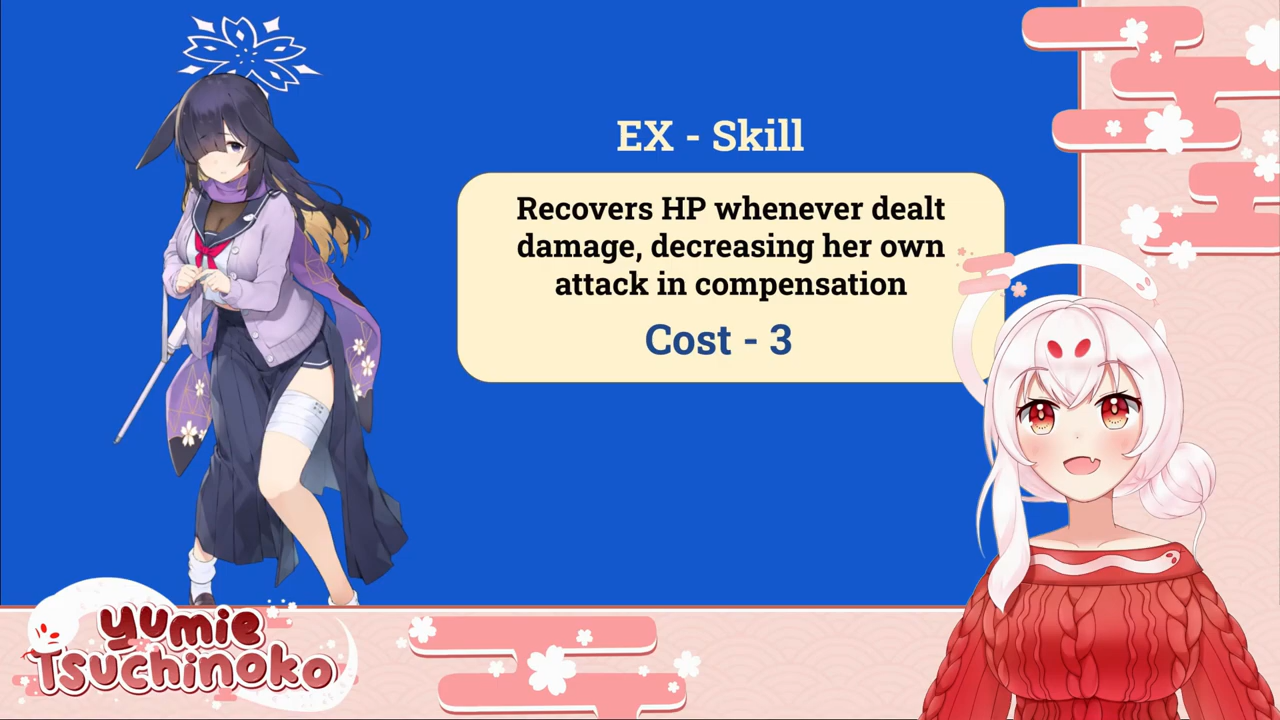 EX - Skill
Recovers HP whenever dealt
damage, decreasing her own
attack in compensation
Cost - 3
yumie
Tsuchinoko